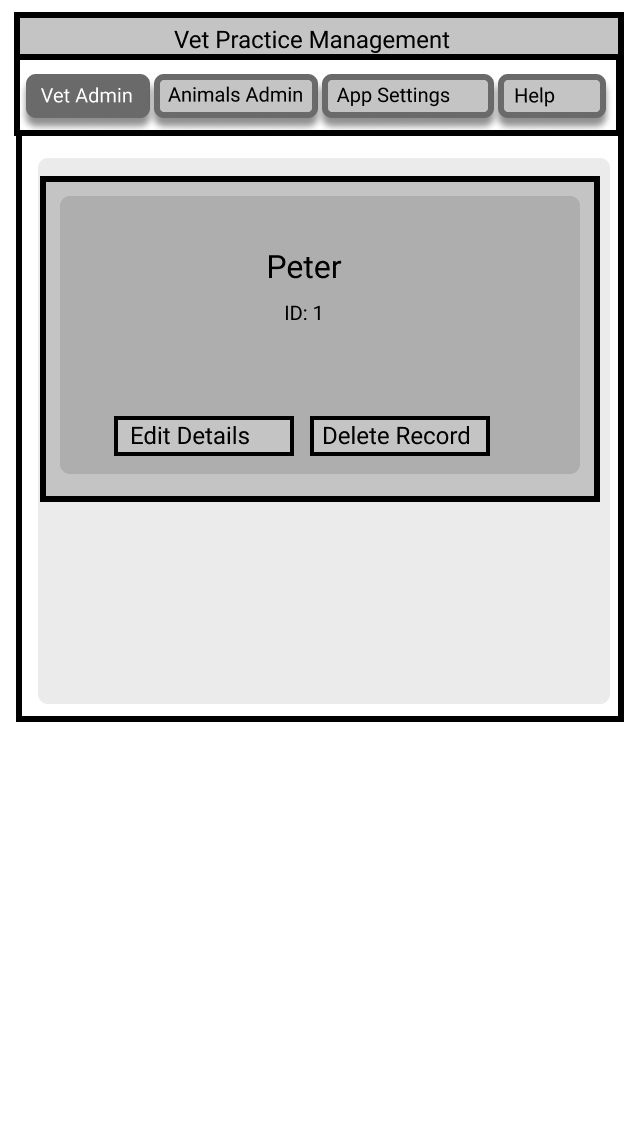 Vet Practice Management
Vet Admin Animals Admin App Settings Help
Peter
ID: 1
Edit Details Delete Record